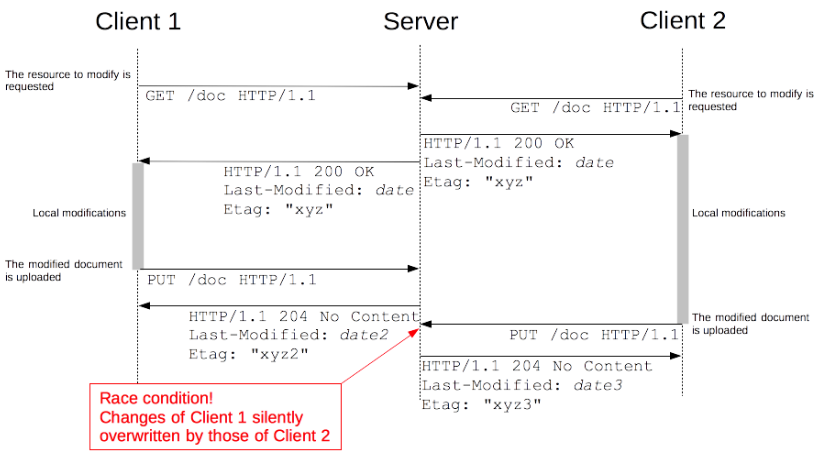 Client 1
Server
Client 2
The resource to modify is
requested
GET /doc HTTP/1.1
The resource to modify is
requested
GET /doc HTTP/1.1
HTTP/1.1 200 OK
Last-Modified: date
Etag: "xyz"
HTTP/1.1 200 OK
Last-Modified: date
Etag: "xyz"
Local modifications
Local modifications
The modified document
is uploaded
PUT /doc HTTP/1.1
HTTP/1.1 204 No Content
Last-Modified: date2
Etag: "xyz2"
The modified document
is uploaded
PUT /doc HTTP/1.1
HTTP/1.1 204 No Content
Last-Modified: date3
Etag: "xyz3"
Race condition!
Changes of Client 1 silently
overwritten by those of Client 2